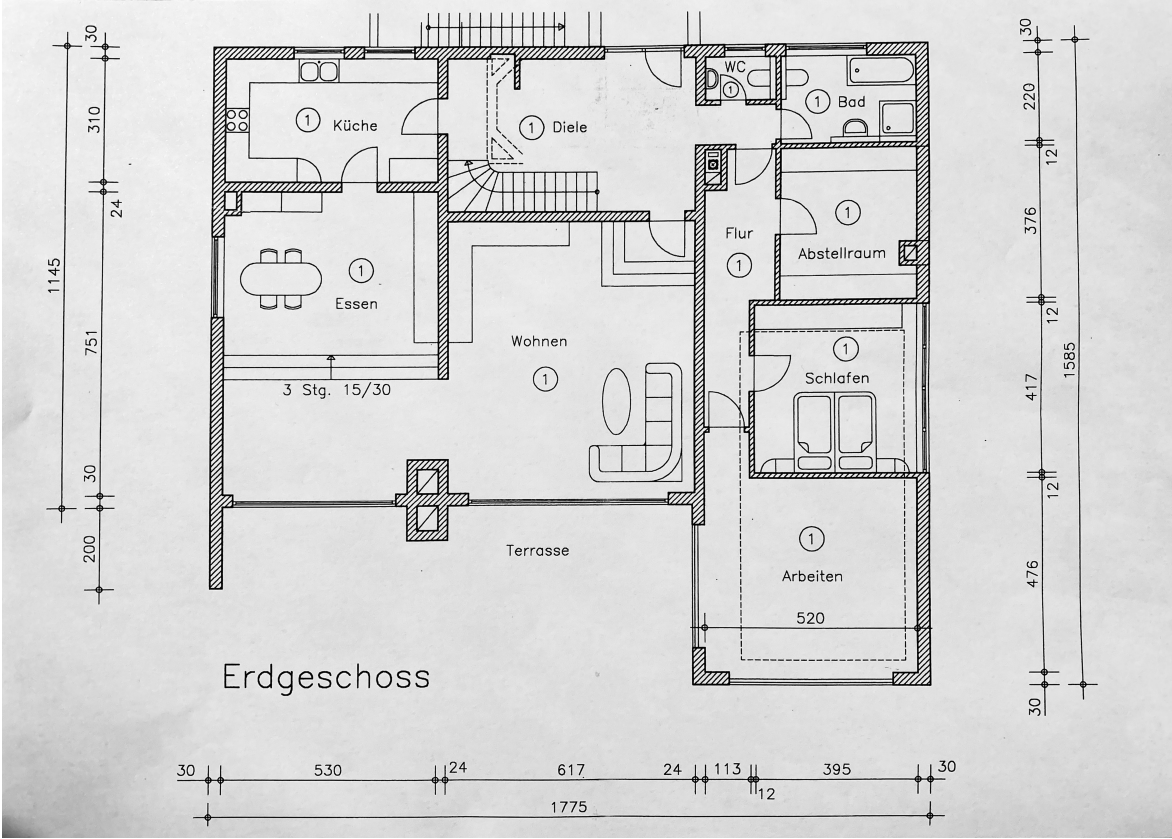 30
30
WC
1
1 Bad
310
1 Küche
1 Diele
220
12
24
1
Flur
1
Abstellraum
376
1
Essen
1145
751
Wohnen
1
1
Schlafen
3 Stg. 15/30
12
417
1585
30
12
200
Terrasse
1
Arbeiten
476
520
Erdgeschoss
30
30 530 24 617 24 113 12 395 30
1775